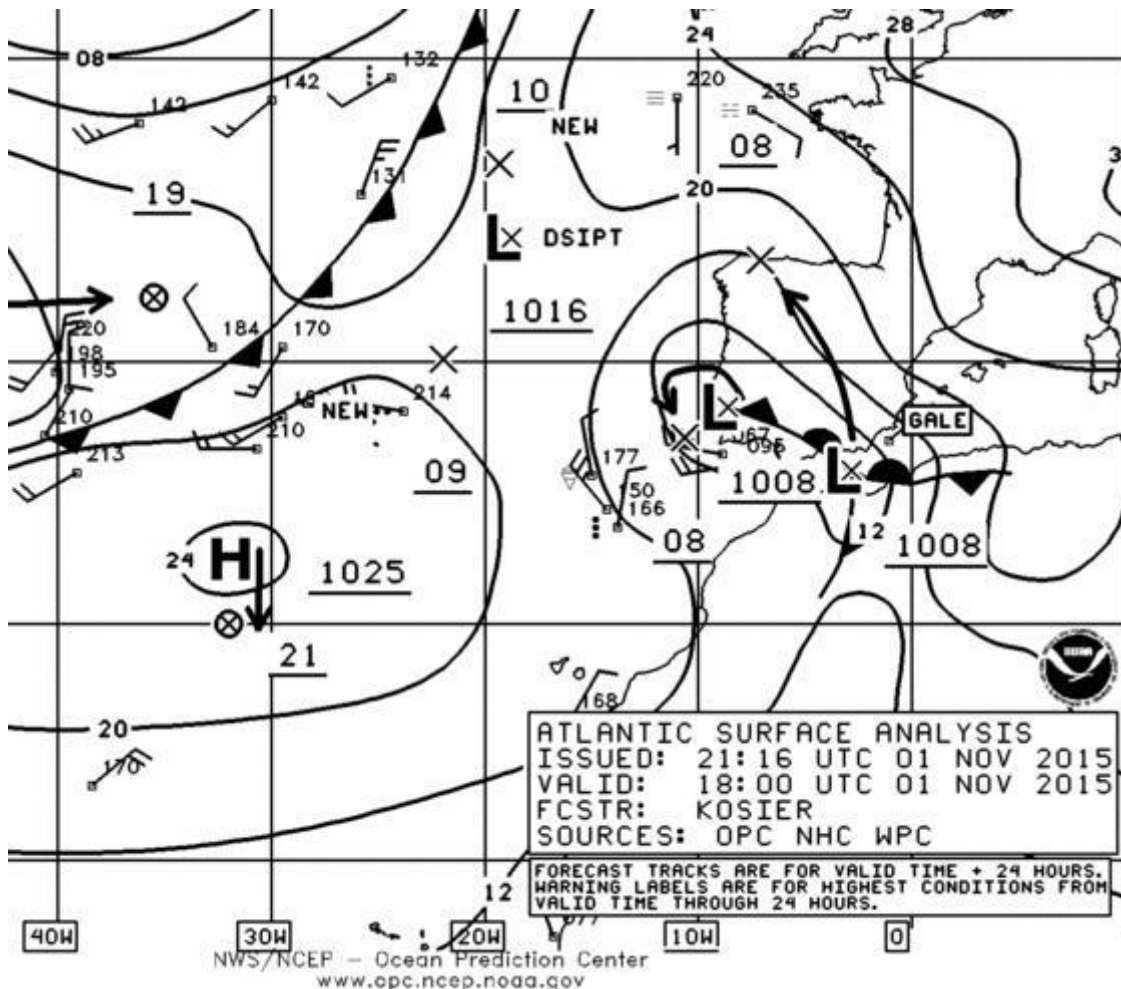 28
24
08
132
220
235
142
142
10
NEW
08
3
131
19
20
L DSIPT
220
184
170
1016
98
195
214
NEW
L
GALE
210
210
67
095
213
09
177
1008
L
150
166
08
12
1008
24
H
1025
21
168
20
170
ATLANTIC SURFACE ANALYSIS
ISSUED: 21:16 UTC 01 NOV 2015
VALID: 18:00 UTC 01 NOV 2015
FCSTR: KOSIER
SOURCES: OPC NHC WPC
FORECAST TRACKS ARE FOR VALID TIME + 24 HOURS.
WARNING LABELS ARE FOR HIGHEST CONDITIONS FROM
VALID TIME THROUGH 24 HOURS.
12
40W
30W
20W
10W
0
NWS/NCEP – Ocean Prediction Center
www.opc.ncep.noaa.gov